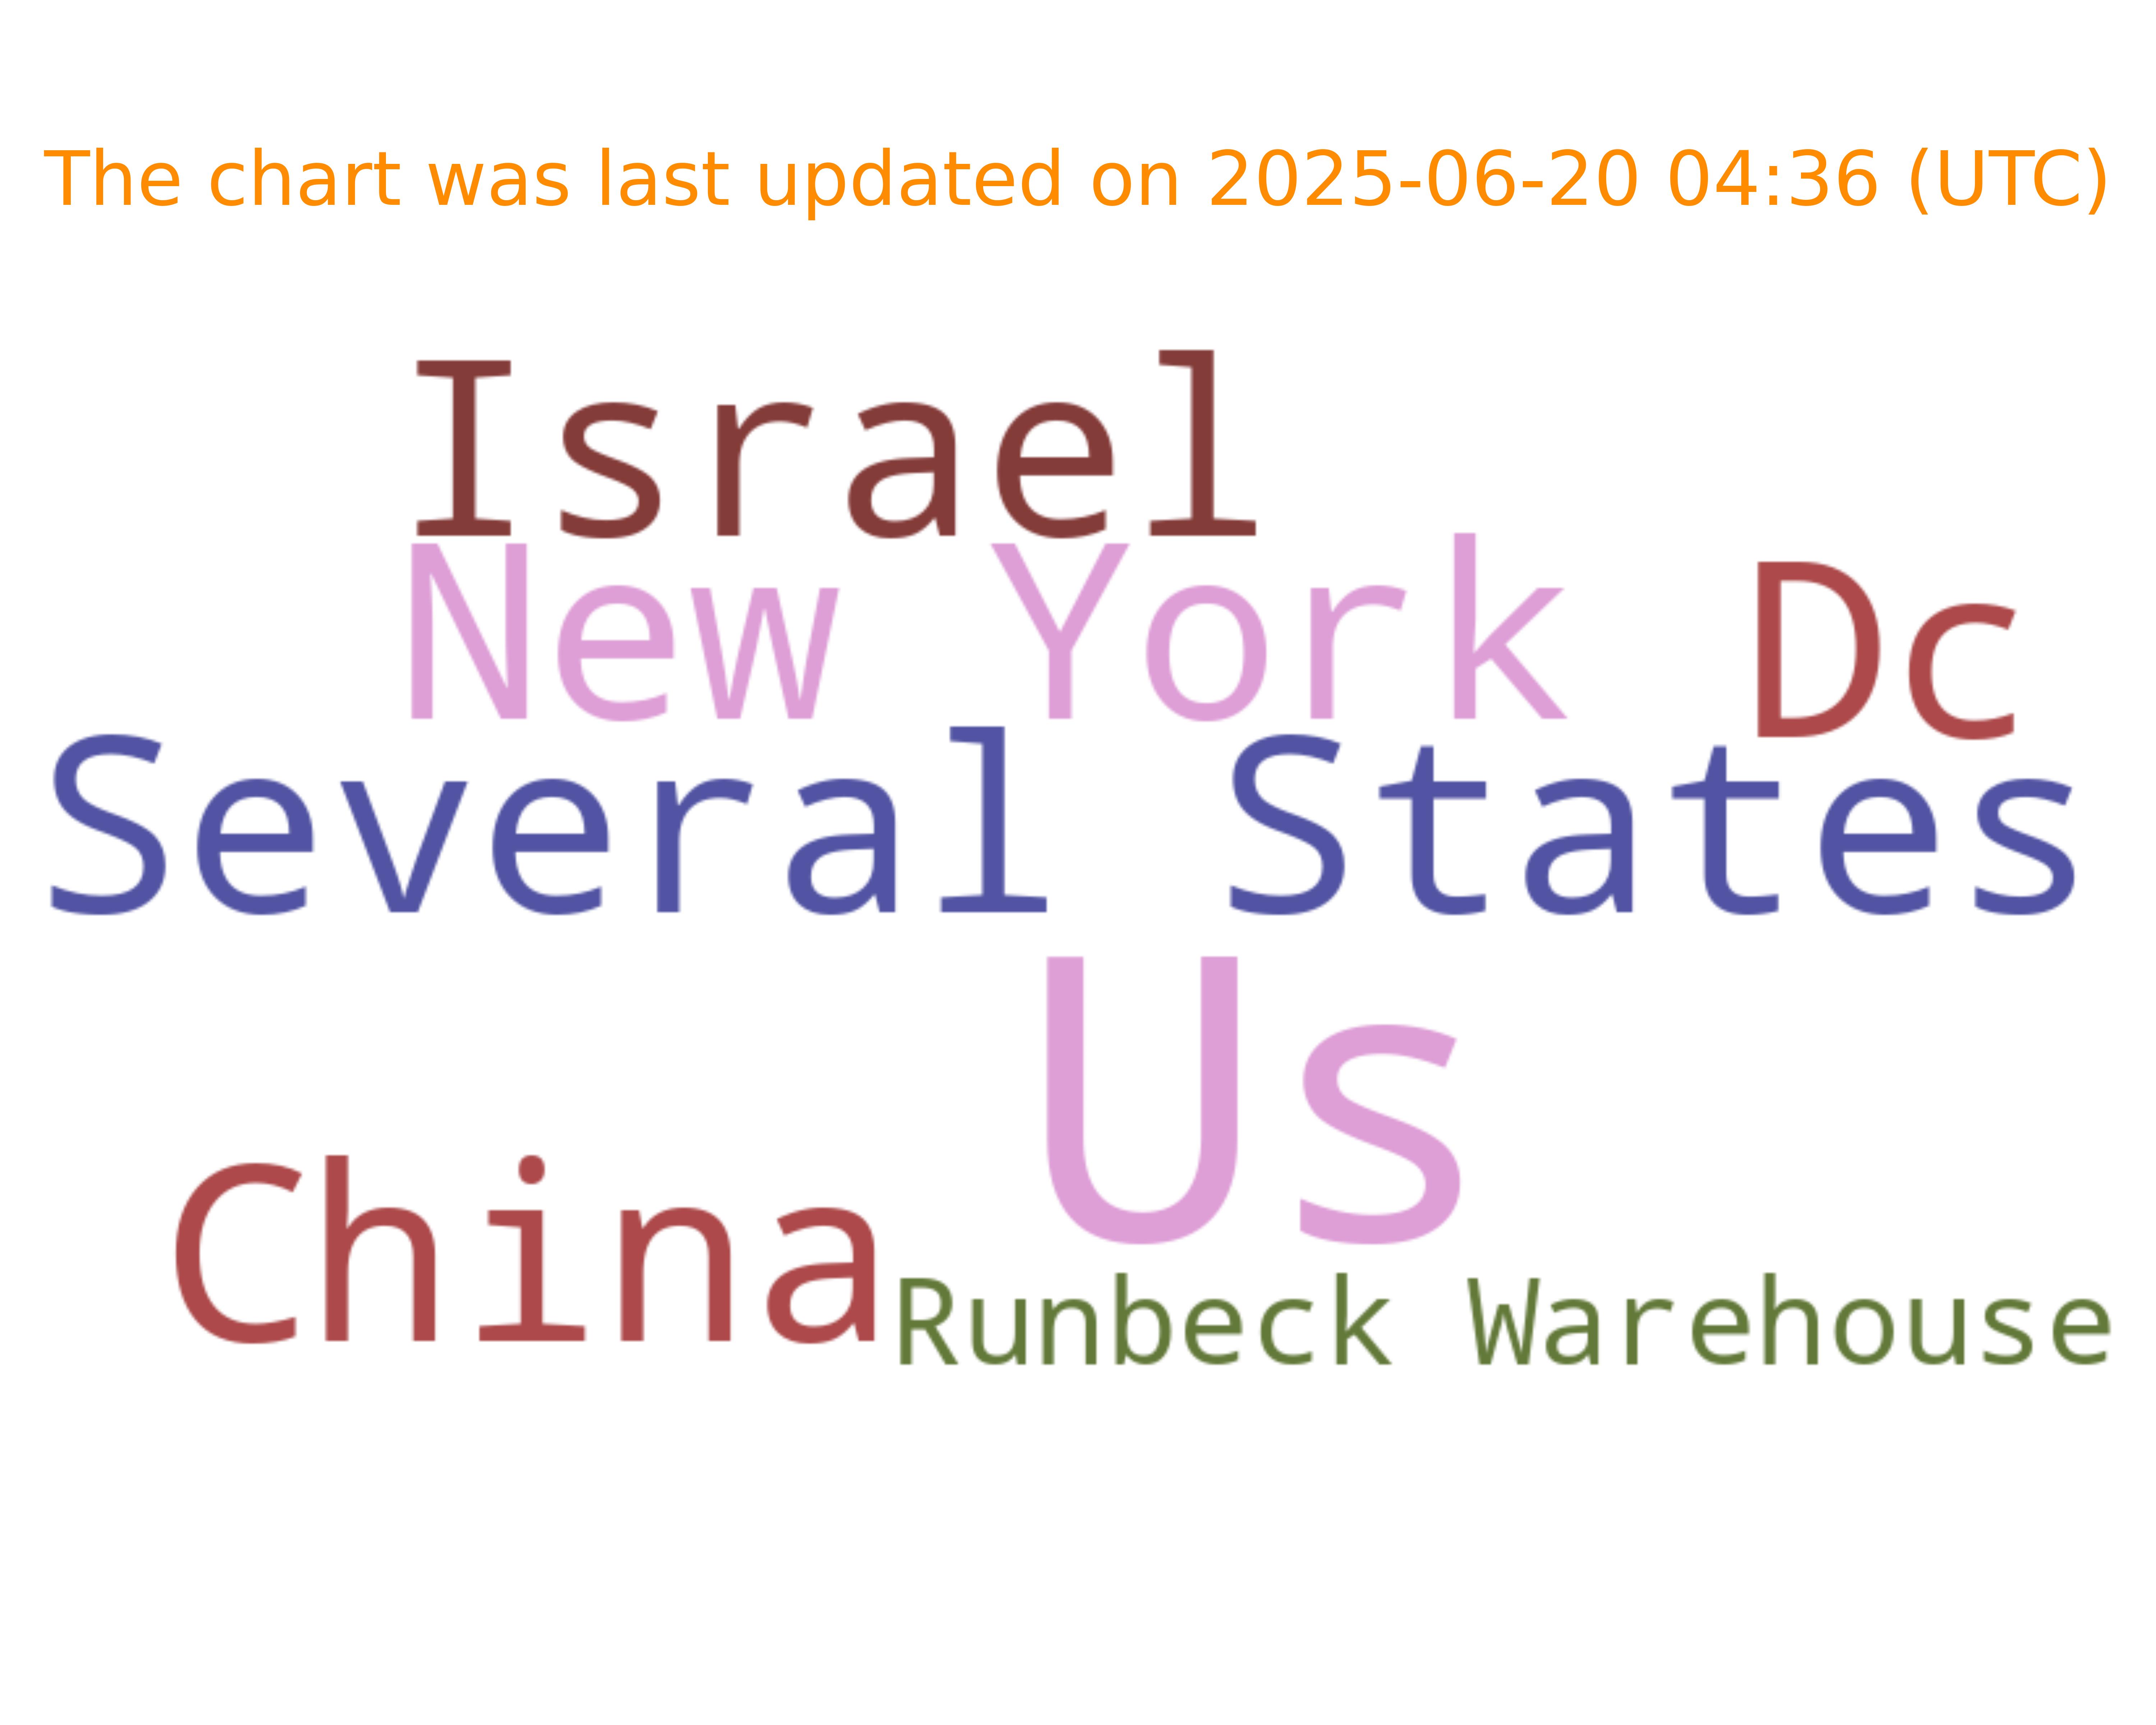 The chart was last updated on 2025-06-20 04:36 (UTC)
Israel
New York Dc
Several States
Us
China
Runbeck Warehouse